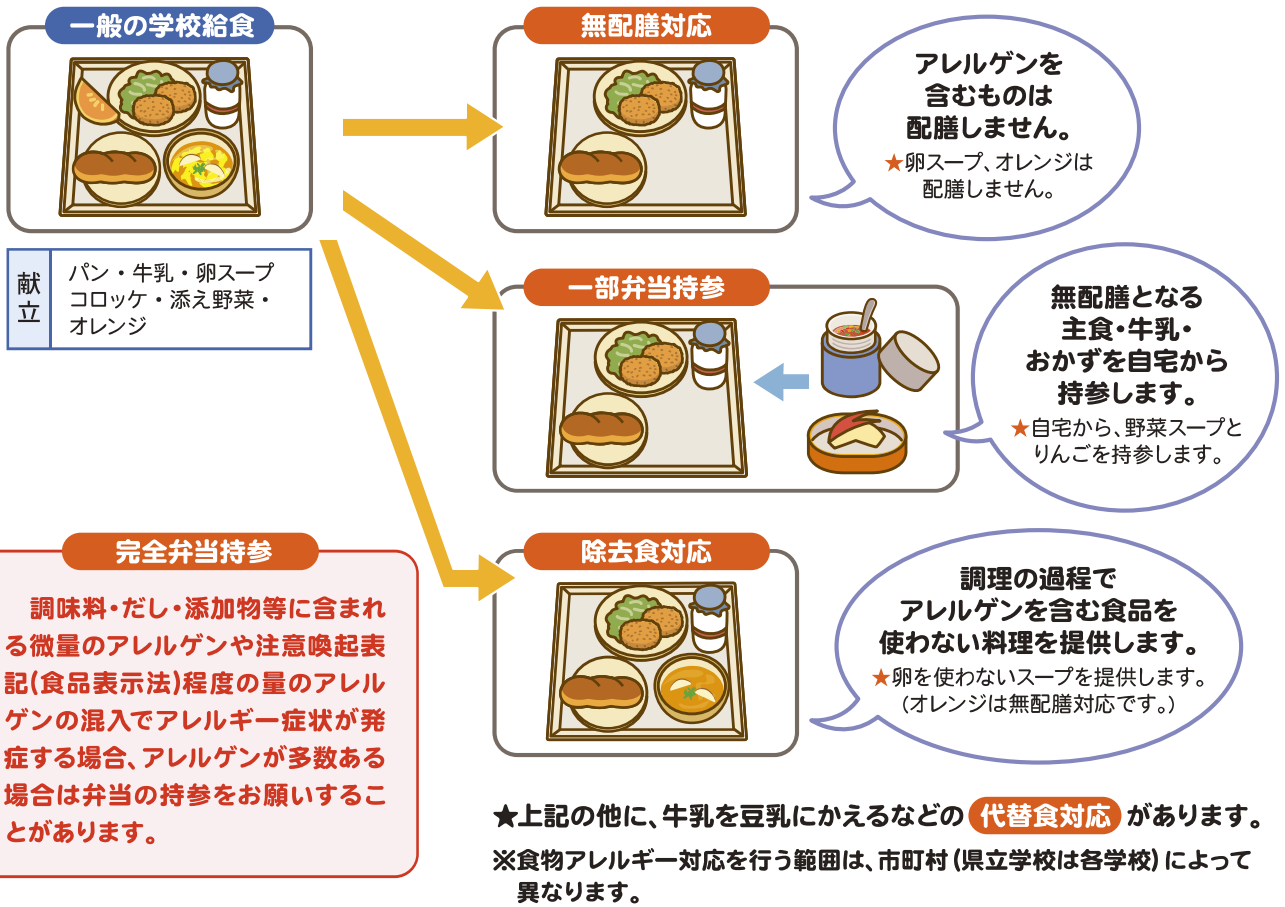 一般の学校給食
献立
パン・牛乳・卵スープ
コロッケ・添え野菜・
オレンジ
無配膳対応
アレルゲンを
含むものは
配膳しません。
★卵スープ、オレンジは
配膳しません。
一部弁当持参
無配膳となる
主食・牛乳・
おかずを自宅から
持参します。
★自宅から、野菜スープと
りんごを持参します。
除去食対応
調理の過程で
アレルゲンを含む食品を
使わない料理を提供します。
★卵を使わないスープを提供します。
(オレンジは無配膳対応です。)
完全弁当持参
調味料・だし・添加物等に含まれ
る微量のアレルゲンや注意喚起表
記(食品表示法)程度の量のアレル
ゲンの混入でアレルギー症状が発
症する場合、アレルゲンが多数ある
場合は弁当の持参をお願いするこ
とがあります。
★上記の他に、牛乳を豆乳にかえるなどの 代替食対応 があります。
※食物アレルギー対応を行う範囲は、市町村(県立学校は各学校)によって
異なります。